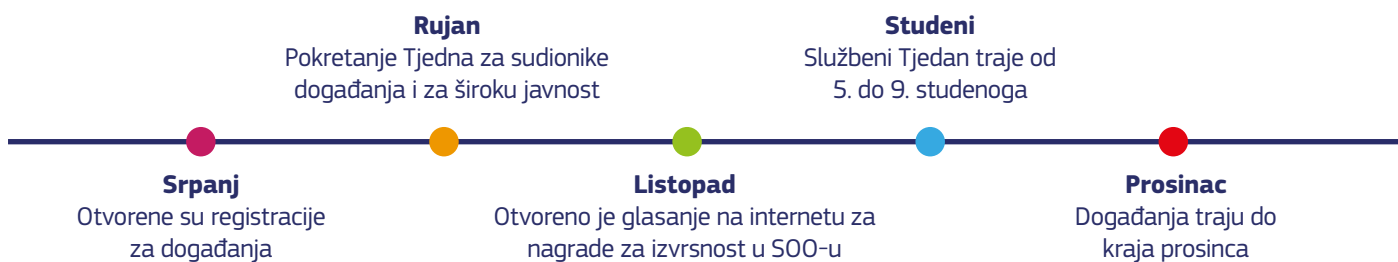 Rujan
Pokretanje Tjedna za sudionike
događanja i za široku javnost
Studeni
Službeni Tjedan traje od
5. do 9. studenoga
Srpanj
Otvorene su registracije
za događanja
Listopad
Otvoreno je glasanje na internetu za
nagrade za izvrsnost u SOO-u
Prosinac
Događanja traju do
kraja prosinca